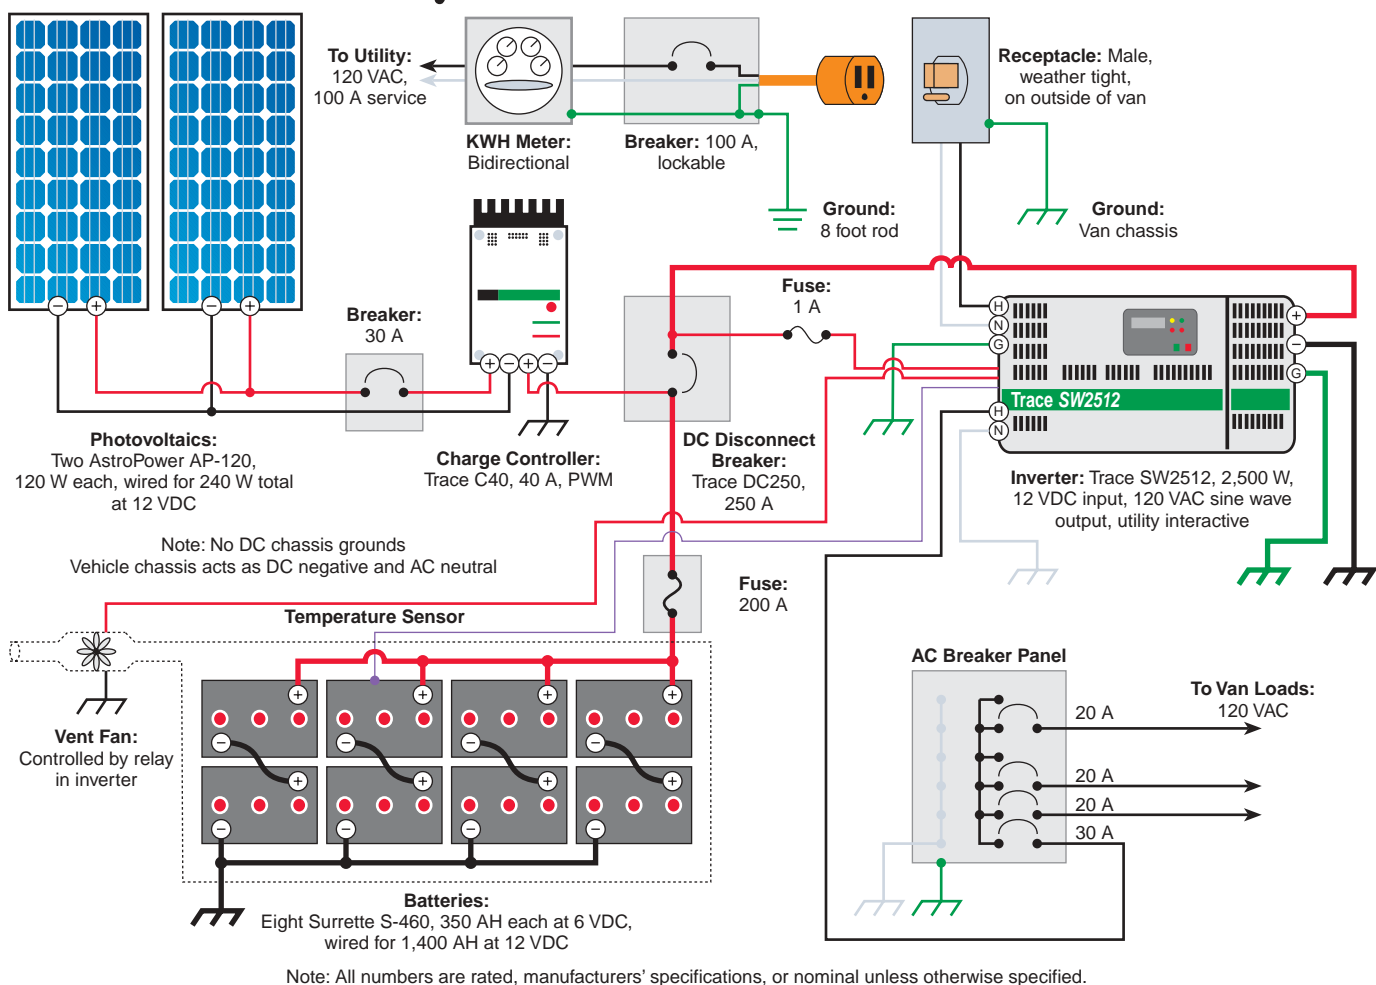 To Utility:
120 VAC,
100 A service
KWH Meter:
Bidirectional
Breaker: 100 A,
lockable
Receptacle: Male,
weather tight,
on outside of van
Ground:
8 foot rod
Ground:
Van chassis
Breaker:
30 A
Fuse:
1 A
H
N
G
H
N
+
−
G
Trace SW2512
− + − +
+ − + −
Photovoltaics:
Two AstroPower AP-120,
120 W each, wired for 240 W total
at 12 VDC
Charge Controller:
Trace C40, 40 A, PWM
DC Disconnect
Breaker:
Trace DC250,
250 A
Inverter: Trace SW2512, 2,500 W,
12 VDC input, 120 VAC sine wave
output, utility interactive
Note: No DC chassis grounds
Vehicle chassis acts as DC negative and AC neutral
Fuse:
200 A
Temperature Sensor
Vent Fan:
Controlled by relay
in inverter
+ + + +
− − − −
+ + + +
− − − −
Batteries:
Eight Surrette S-460, 350 AH each at 6 VDC,
wired for 1,400 AH at 12 VDC
AC Breaker Panel
20 A
20 A
20 A
30 A
To Van Loads:
120 VAC
Note: All numbers are rated, manufacturers’ specifications, or nominal unless otherwise specified.